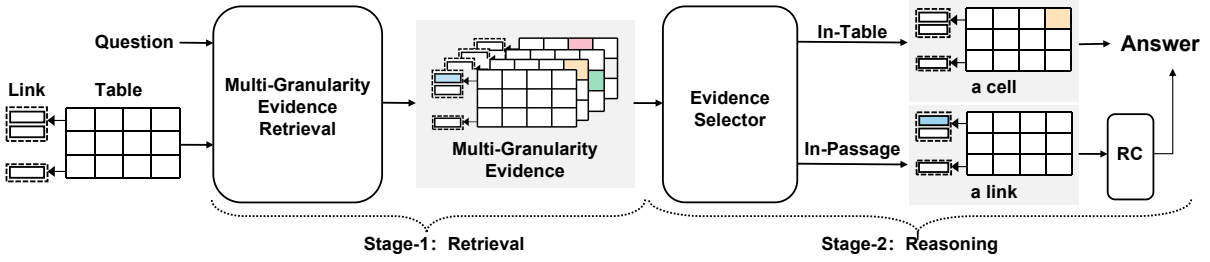 Question
Link
Table
Multi-Granularity
Evidence
Retrieval
Multi-Granularity
Evidence
Evidence
Selector
In-Table
In-Passage
a cell
a link
RC
Answer
Stage-1: Retrieval
Stage-2: Reasoning